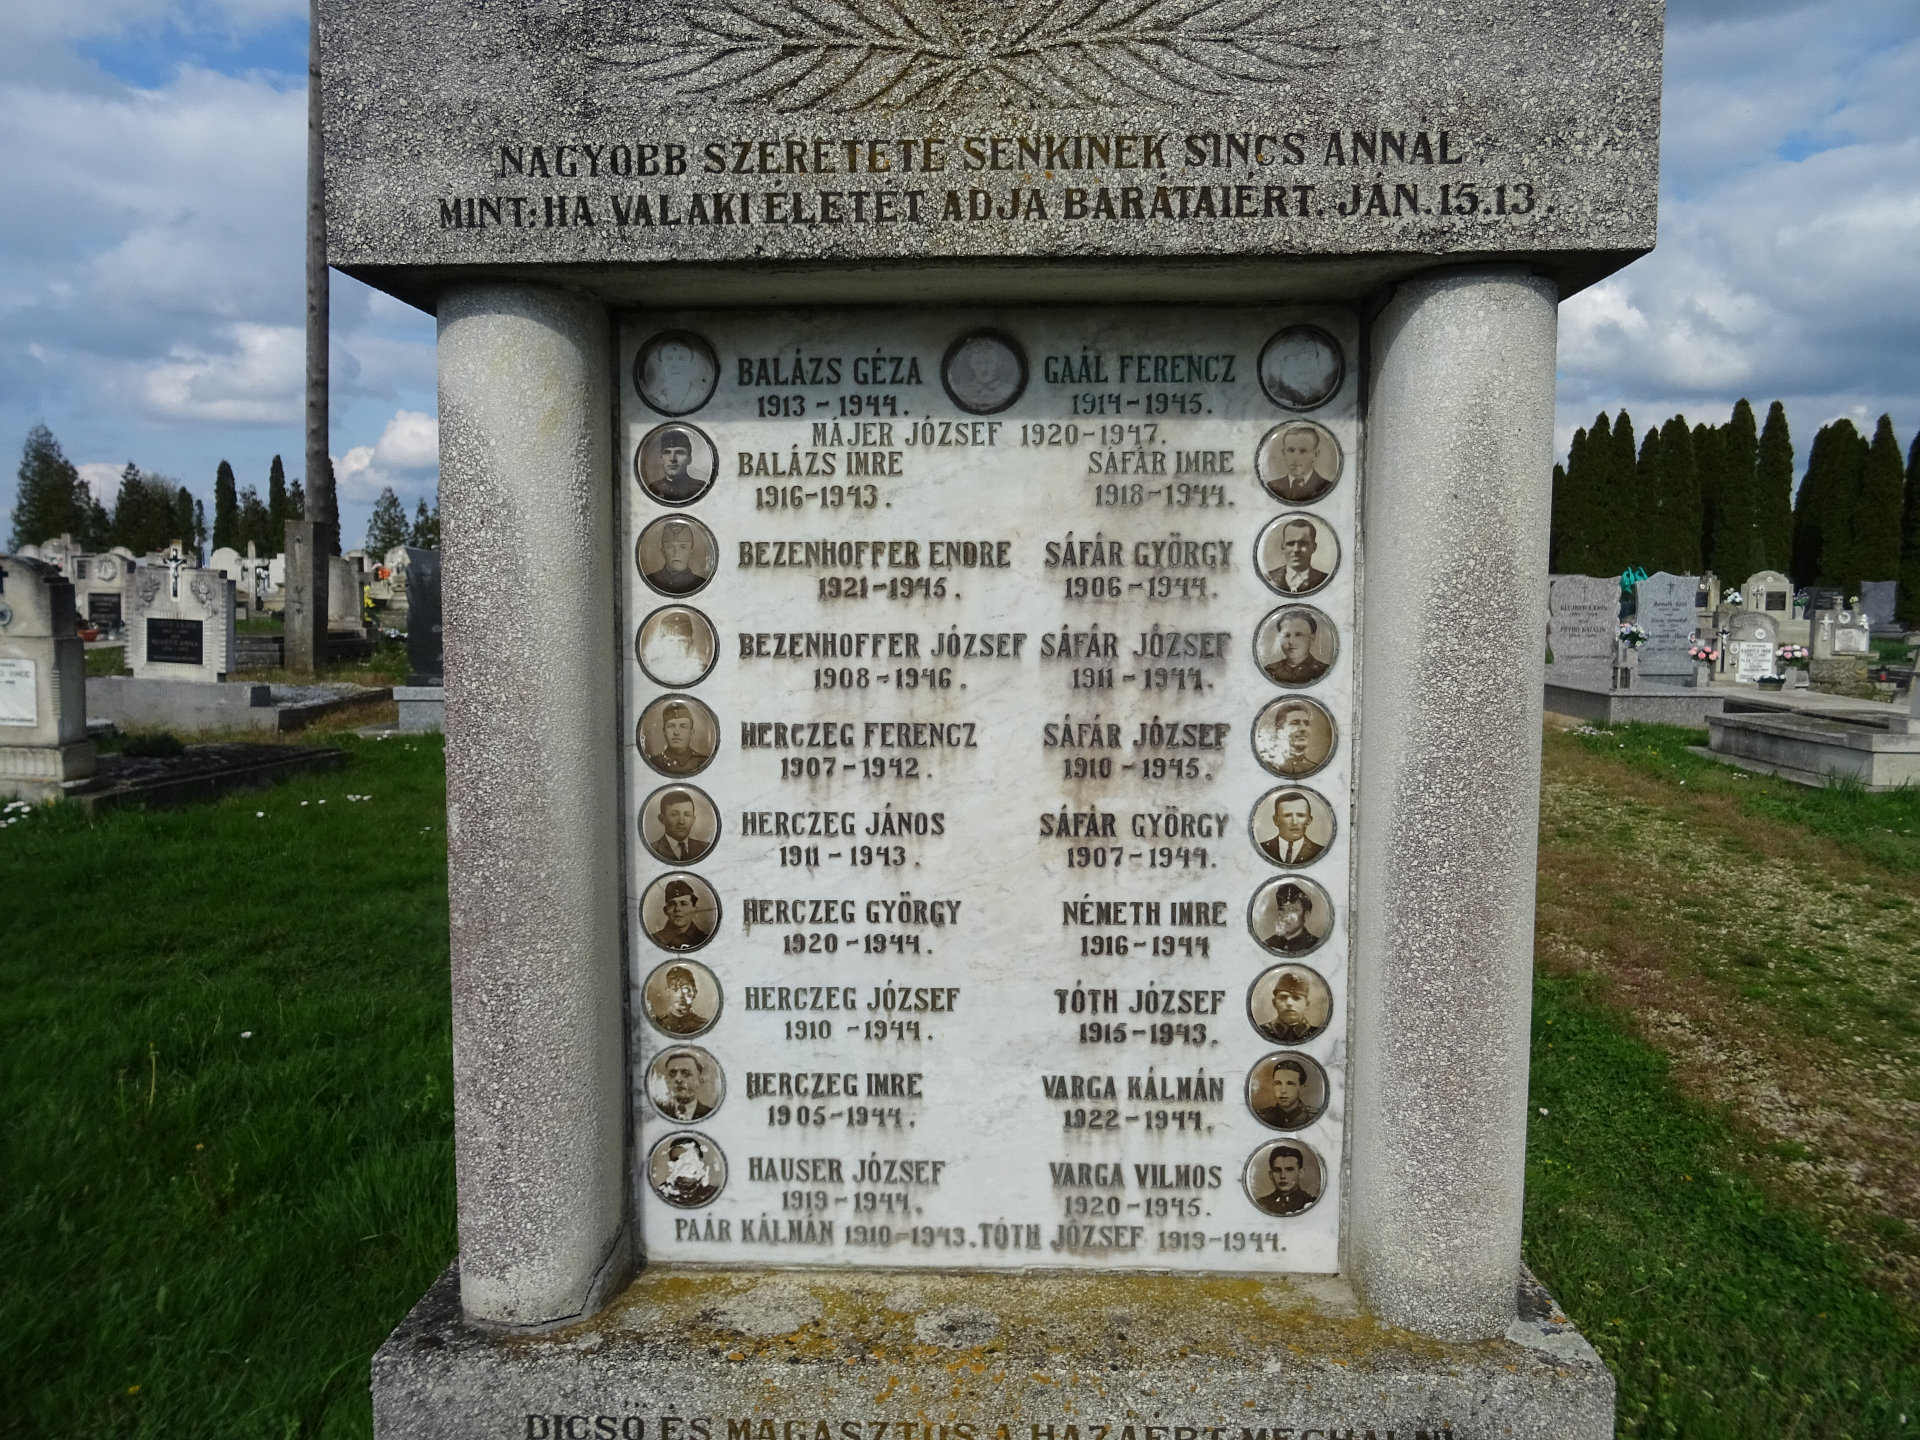 NAGYOBB SZERETETE SENKINEK SINCS ANNÁL
MINT: HA VALAKI ÉLETÉT ADJA BARÁTAIÉRT. JÁN. 15. 13.
BALÁZS GÉZA
1913 - 1944.
GAÁL FERENCZ
1914 - 1945.
MÁJER JÓZSEF 1920-1947.
BALÁZS IMRE
1916-1943.
SÁFÁR IMRE
1918-1944.
BEZENHOFFER ENDRE
1921-1945.
SÁFÁR GYÖRGY
1906-1944.
BEZENHOFFER JÓZSEF
1908-1946.
SÁFÁR JÓZSEF
1911-1944.
HERCZEG FERENCZ
1907-1942.
SÁFÁR JÓZSEF
1910-1945.
HERCZEG JÁNOS
1911-1943.
SÁFÁR GYÖRGY
1907-1944.
HERCZEG GYÖRGY
1920-1944.
NÉMETH IMRE
1916-1944
HERCZEG JÓZSEF
1910-1944.
TÓTH JÓZSEF
1915-1943.
HERCZEG IMRE
1905-1944.
VARGA KÁLMÁN
1922-1944.
HAUSER JÓZSEF
1919-1944.
VARGA VILMOS
1920-1945.
PAÁR KÁLMÁN 1910-1943. TÓTH JÓZSEF 1919-1944.
DICSŐ ÉS MAGASZTOS A HAZÁÉRT MEGHALNI